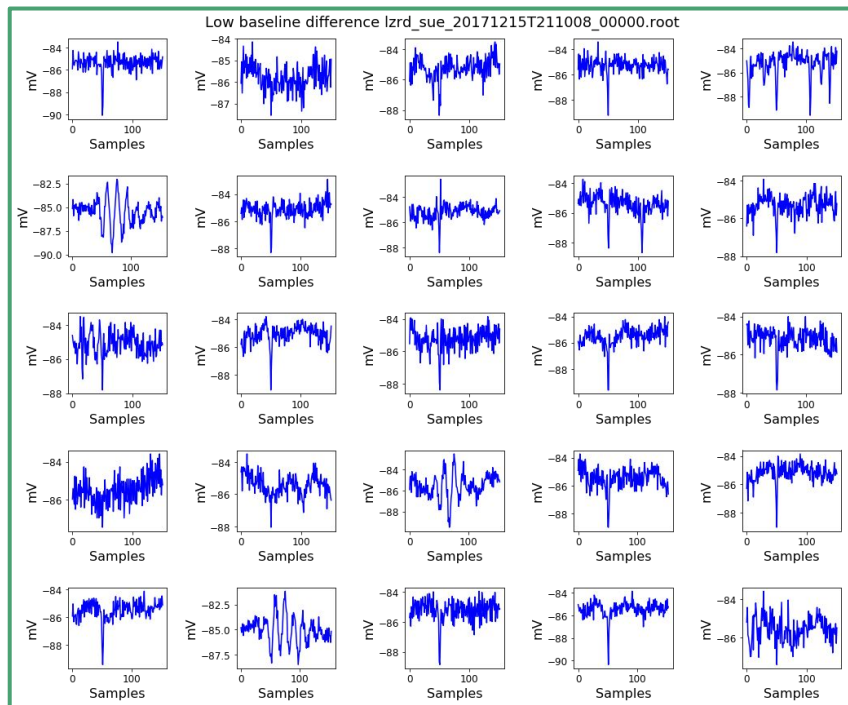 Low baseline difference lzrd_sue_20171215T211008_00000.root
−84 −84 −84 −84 −84
mV −86 −88 −90 mV −85 −86 −87 mV −86 −88 mV −86 −88 mV −86 −88
0 100 0 100 0 100 0 100 0 100
Samples Samples Samples Samples Samples
mV −82.5 −85.0 −87.5 −90.0 mV −84 −86 −88 mV −84 −86 −88 mV −84 −86 −88 mV −84 −86 −88
0 100 0 100 0 100 0 100 0 100
Samples Samples Samples Samples Samples
mV −84 −86 −88 mV −84 −86 −88 mV −84 −86 −88 mV −84 −86 −88 mV −84 −86 −88
0 100 0 100 0 100 0 100 0 100
Samples Samples Samples Samples Samples
mV −84 −86 mV −84 −86 −88 mV −84 −86 −88 mV −84 −86 −88 mV −84 −86 −88
0 100 0 100 0 100 0 100 0 100
Samples Samples Samples Samples Samples
mV −84 −86 −88 mV −82.5 −85.0 −87.5 mV −84 −86 −88 mV −84 −86 −88 −90 mV −84 −86
0 100 0 100 0 100 0 100 0 100
Samples Samples Samples Samples Samples